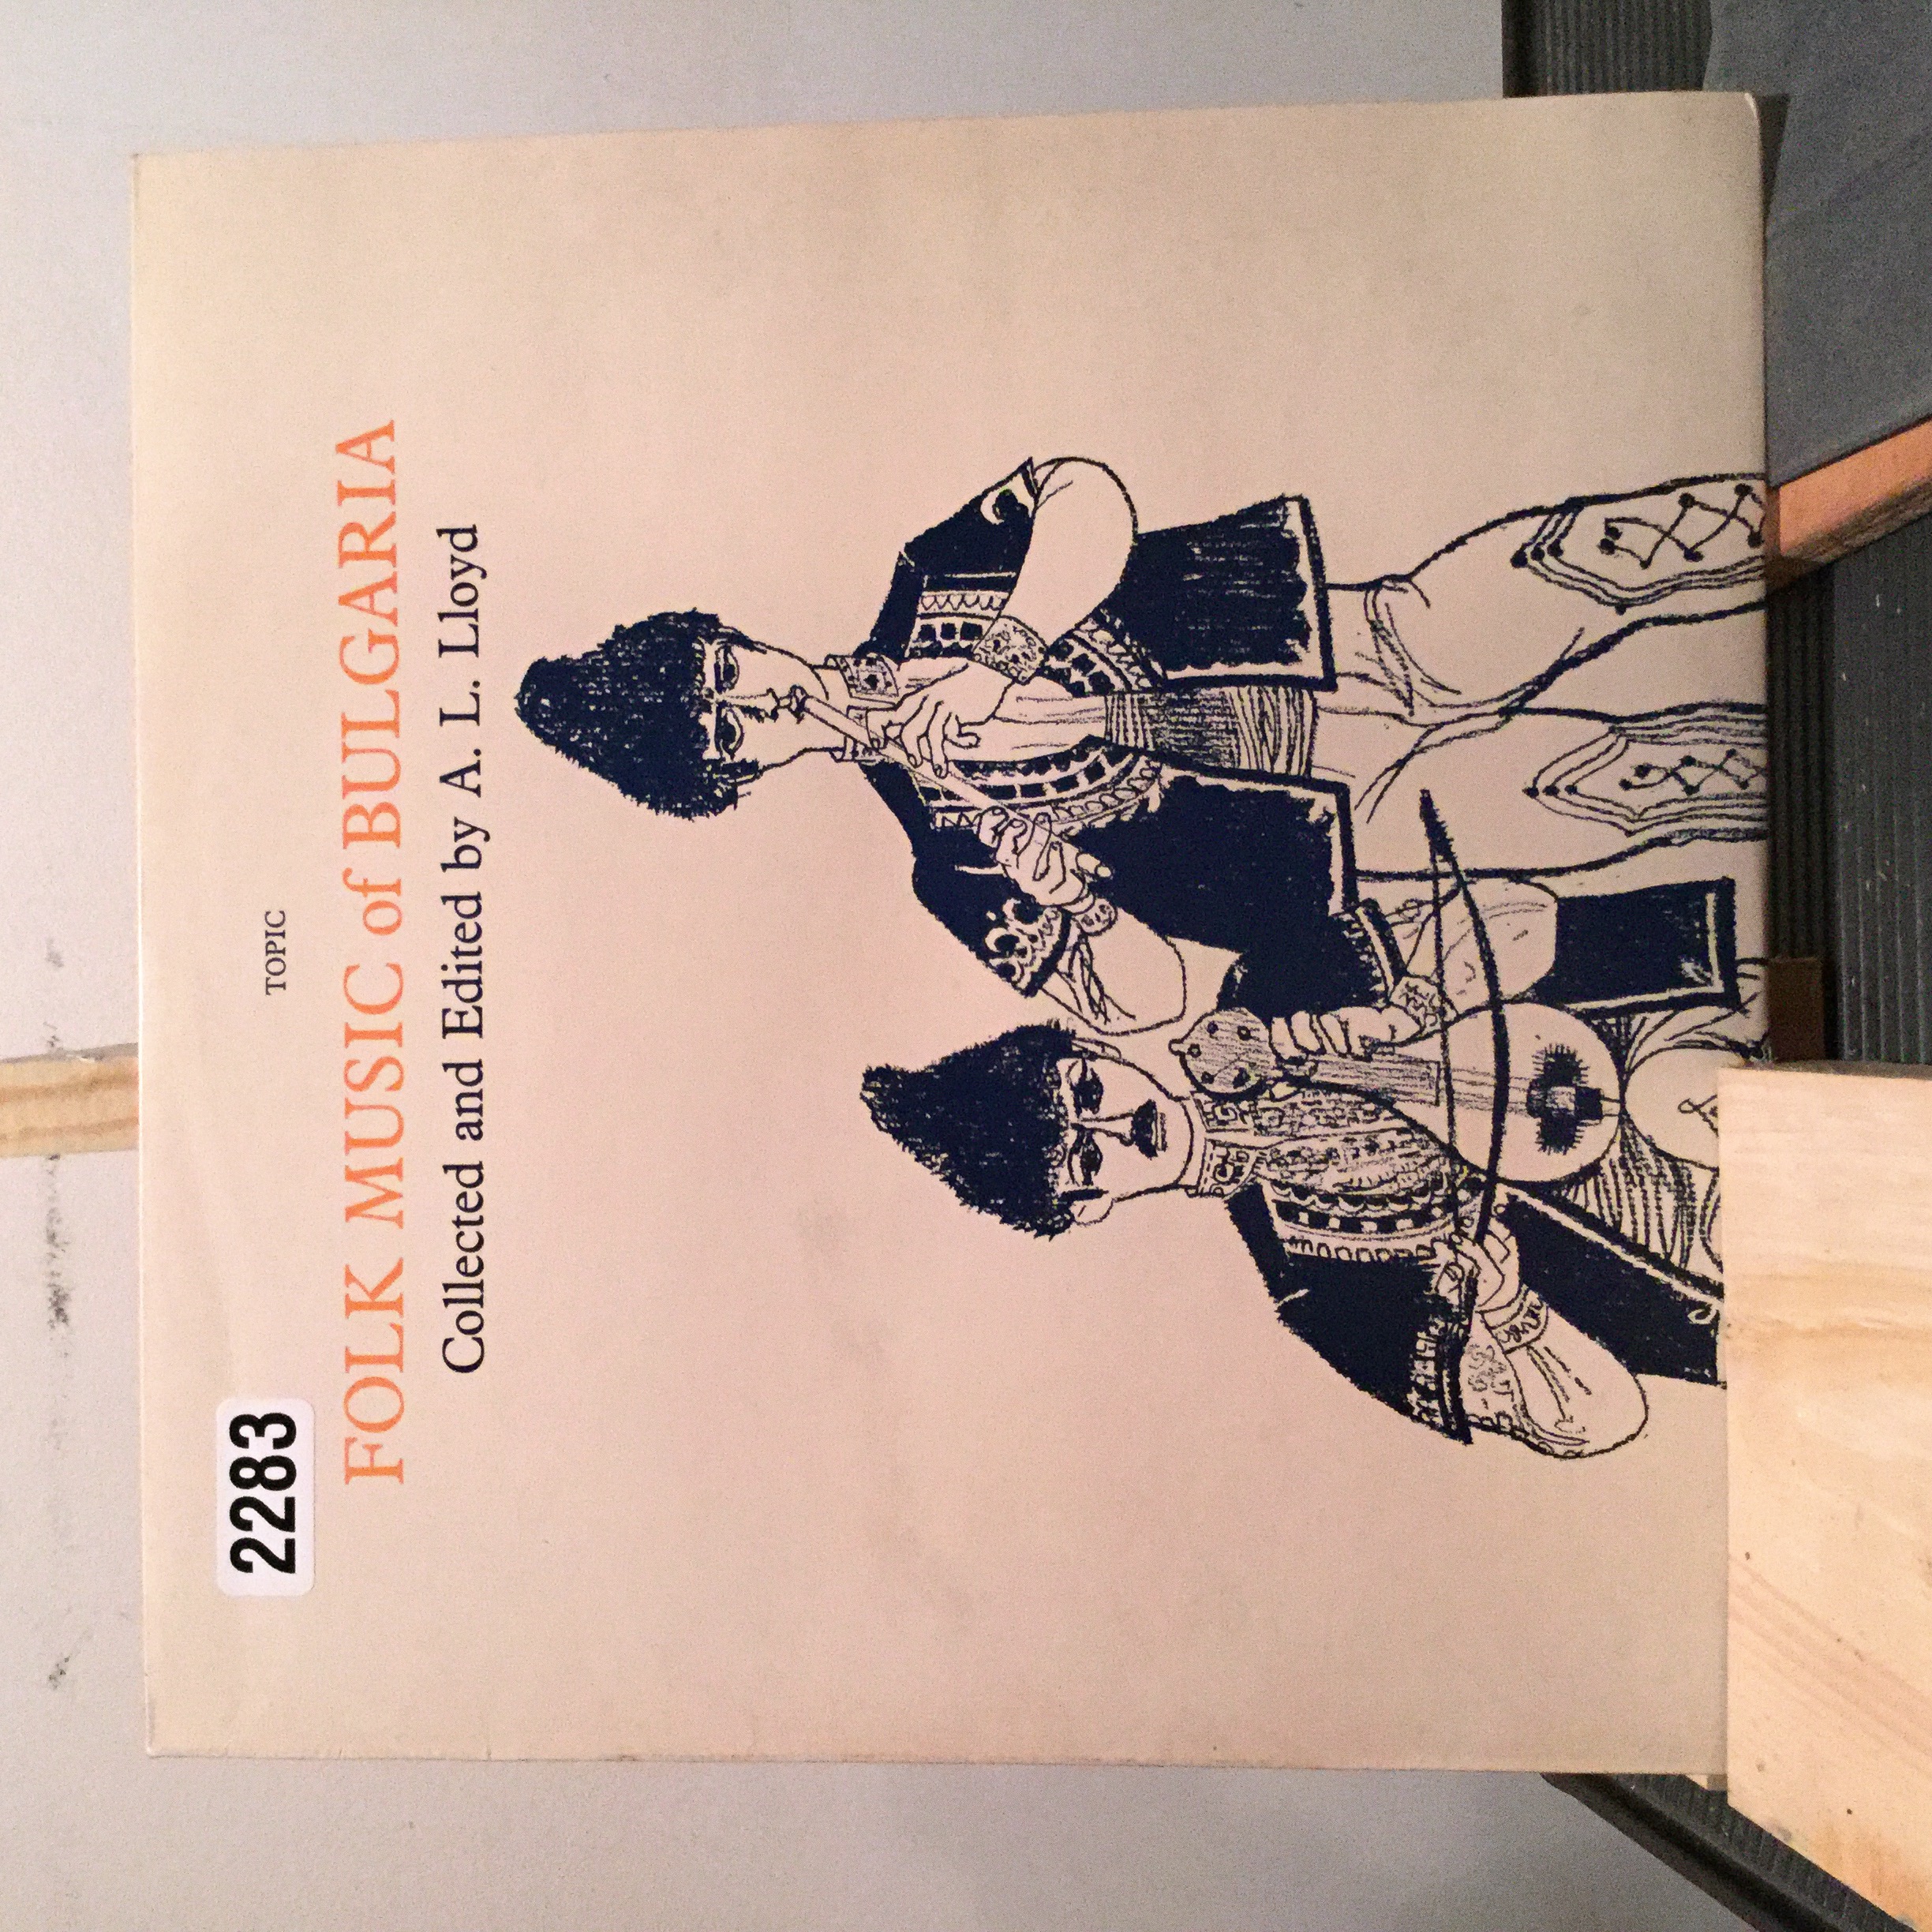 TOPIC
2283
FOLK MUSIC of BULGARIA
Collected and Edited by A. L. Lloyd